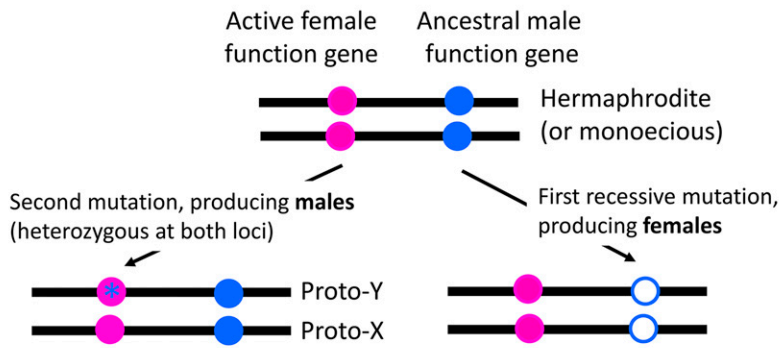 Active female
function gene
Ancestral male
function gene
Hermaphrodite
(or monoecious)
Second mutation, producing males
(heterozygous at both loci)
First recessive mutation,
producing females
*
Proto-Y
Proto-X